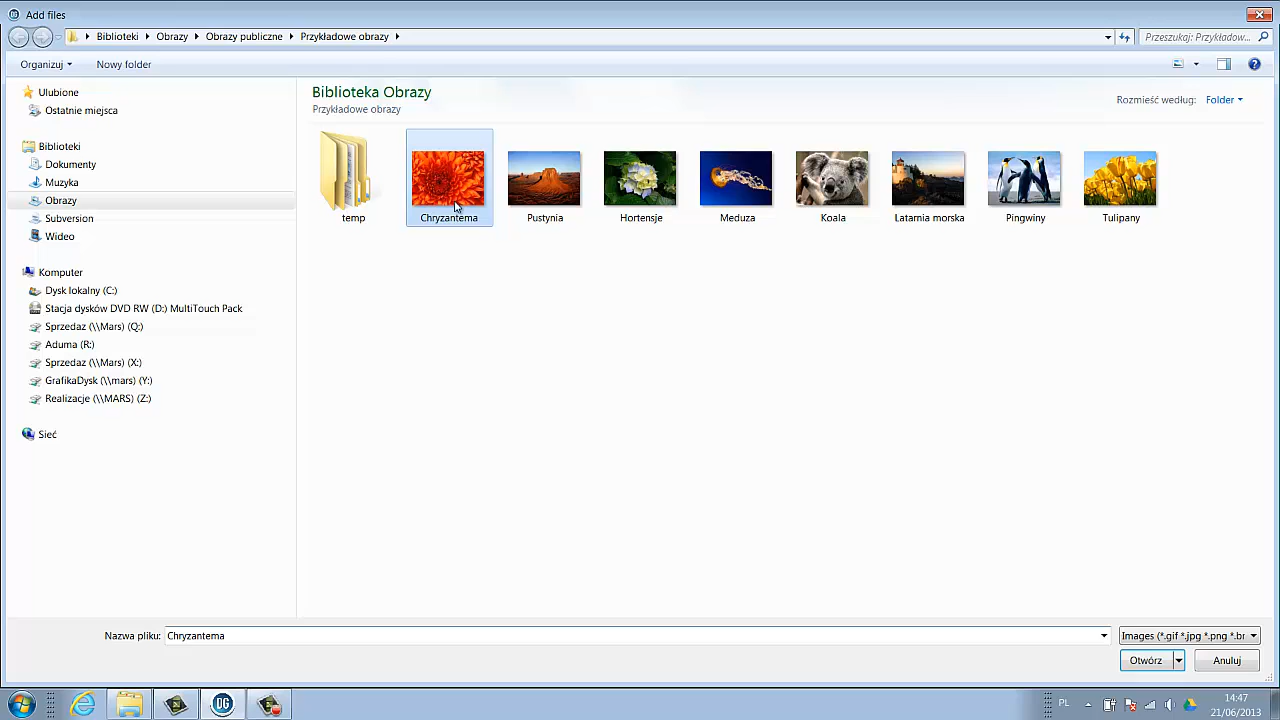 Add files
Biblioteki
Obrazy
Obrazy publiczne
Przykładowe obrazy
Przeszukaj: Przykładow...
Organizuj
Nowy folder
Ulubione
Ostatnie miejsca
Biblioteki
Dokumenty
Muzyka
Obrazy
Subversion
Wideo
Komputer
Dysk lokalny (C:)
Stacja dysków DVD RW (D:) MultiTouch Pack
Sprzedaz (\\Mars) (Q:)
Aduma (R:)
Sprzedaz (\\Mars) (X:)
GrafikaDysk (\\mars) (Y:)
Realizacje (\\MARS) (Z:)
Sieć
Biblioteka Obrazy
Przykładowe obrazy
Rozmieść według: Folder
temp
Chryzantema
Pustynia
Hortensje
Meduza
Koala
Latarnia morska
Pingwiny
Tulipany
Nazwa pliku: Chryzantema
Images (*.gif *.jpg *.png *.br
Otwórz
Anuluj
DG
PL
14:47
21/06/2013